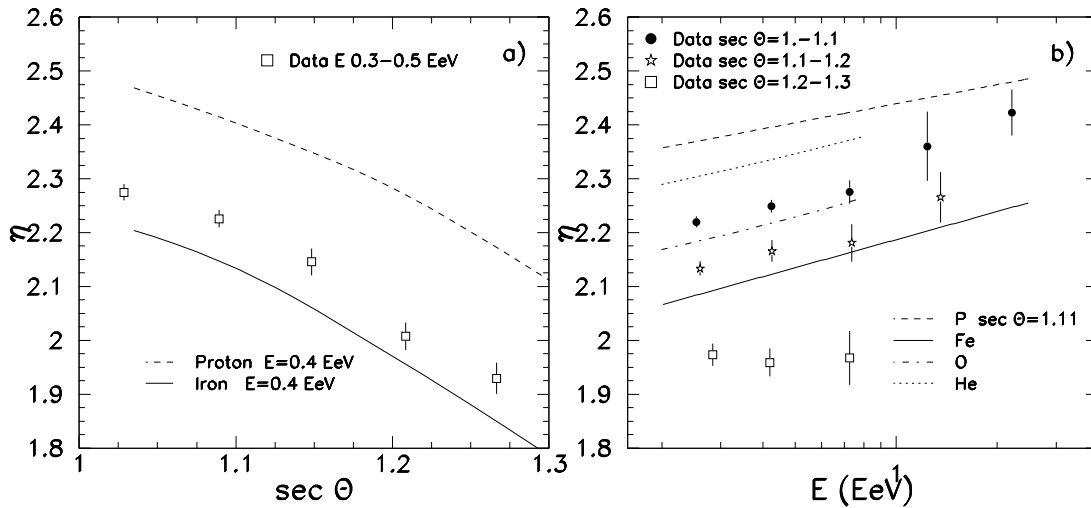 2.6
2.5
2.4
2.3
2.2
2.1
2
1.9
1.8
η
1
1.1
1.2
1.3
sec Θ
a)
Data E 0.3–0.5 EeV
Proton E=0.4 EeV
Iron E=0.4 EeV
2.6
2.5
2.4
2.3
2.2
2.1
2
1.9
1.8
η
1
E (EeV)
b)
Data sec Θ=1.–1.1
Data sec Θ=1.1–1.2
Data sec Θ=1.2–1.3
P sec Θ=1.11
Fe
O
He